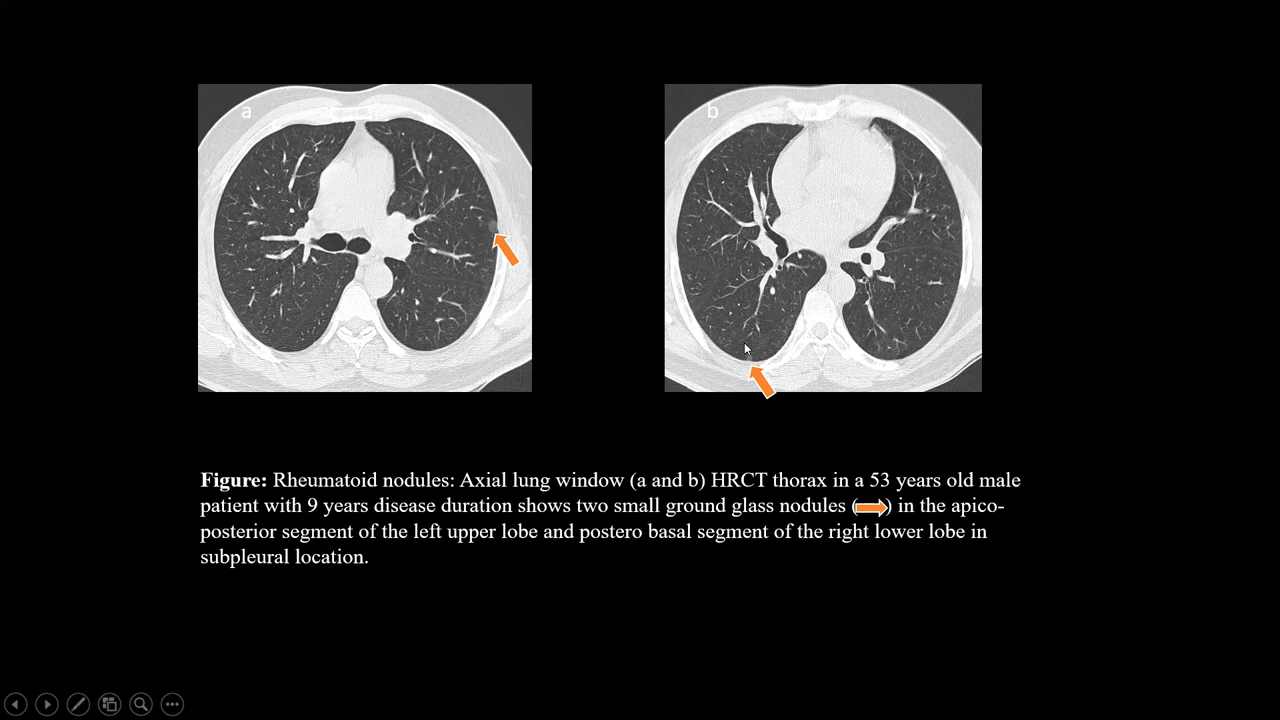 a
b
Figure: Rheumatoid nodules: Axial lung window (a and b) HRCT thorax in a 53 years old male
patient with 9 years disease duration shows two small ground glass nodules ( ) in the apico-
posterior segment of the left upper lobe and postero basal segment of the right lower lobe in
subpleural location.